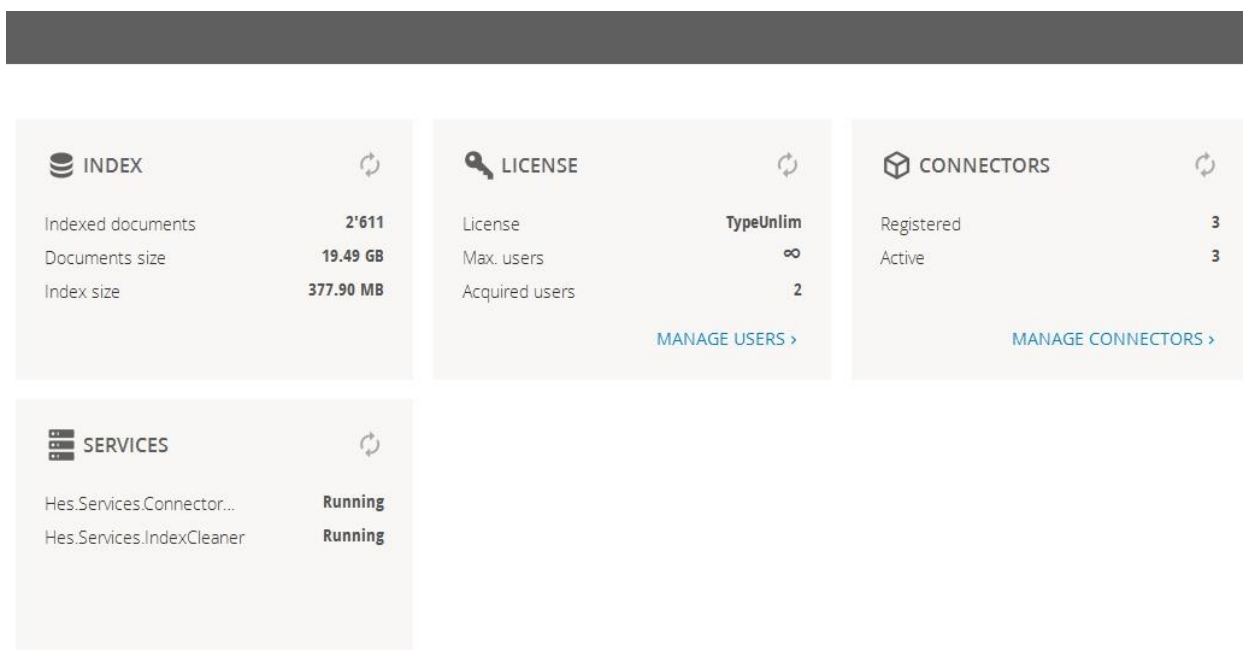 INDEX
Indexed documents 2'611
Documents size 19.49 GB
Index size 377.90 MB
LICENSE
License TypeUnlim
Max. users ∞
Acquired users 2
MANAGE USERS ›
CONNECTORS
Registered 3
Active 3
MANAGE CONNECTORS ›
SERVICES
Hes.Services.Connector... Running
Hes.Services.IndexCleaner Running